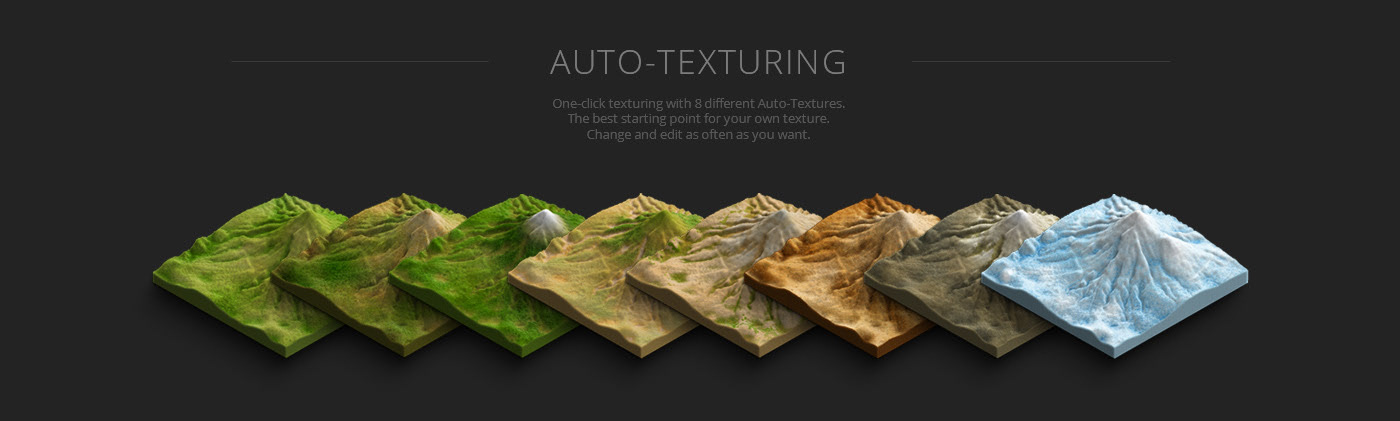 AUTO-TEXTURING
One-click texturing with 8 different Auto-Textures.
The best starting point for your own texture.
Change and edit as often as you want.